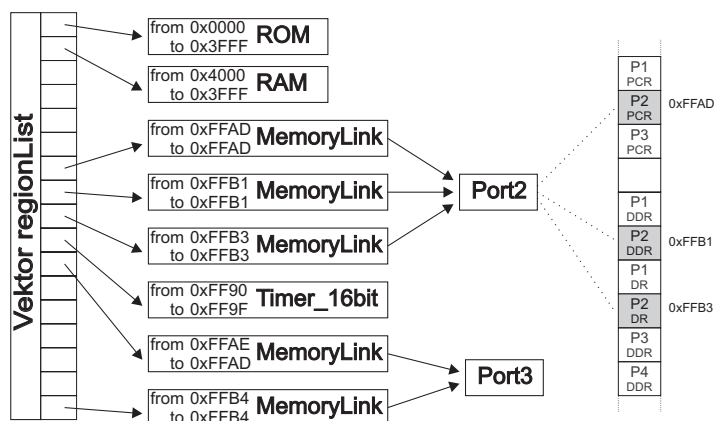 Vektor regionList
from 0x0000
to 0x3FFF
ROM
from 0x4000
to 0x3FFF
RAM
from 0xFFAD
to 0xFFAD
MemoryLink
from 0xFFB1
to 0xFFB1
MemoryLink
from 0xFFB3
to 0xFFB3
MemoryLink
from 0xFF90
to 0xFF9F
Timer_16bit
from 0xFFAE
to 0xFFAD
MemoryLink
from 0xFFB4
to 0xFFB4
MemoryLink
Port2
Port3
P1
PCR
P2
PCR
0xFFAD
P3
PCR
P1
DDR
P2
DDR
0xFFB1
P1
DR
P2
DR
0xFFB3
P3
DDR
P4
DDR